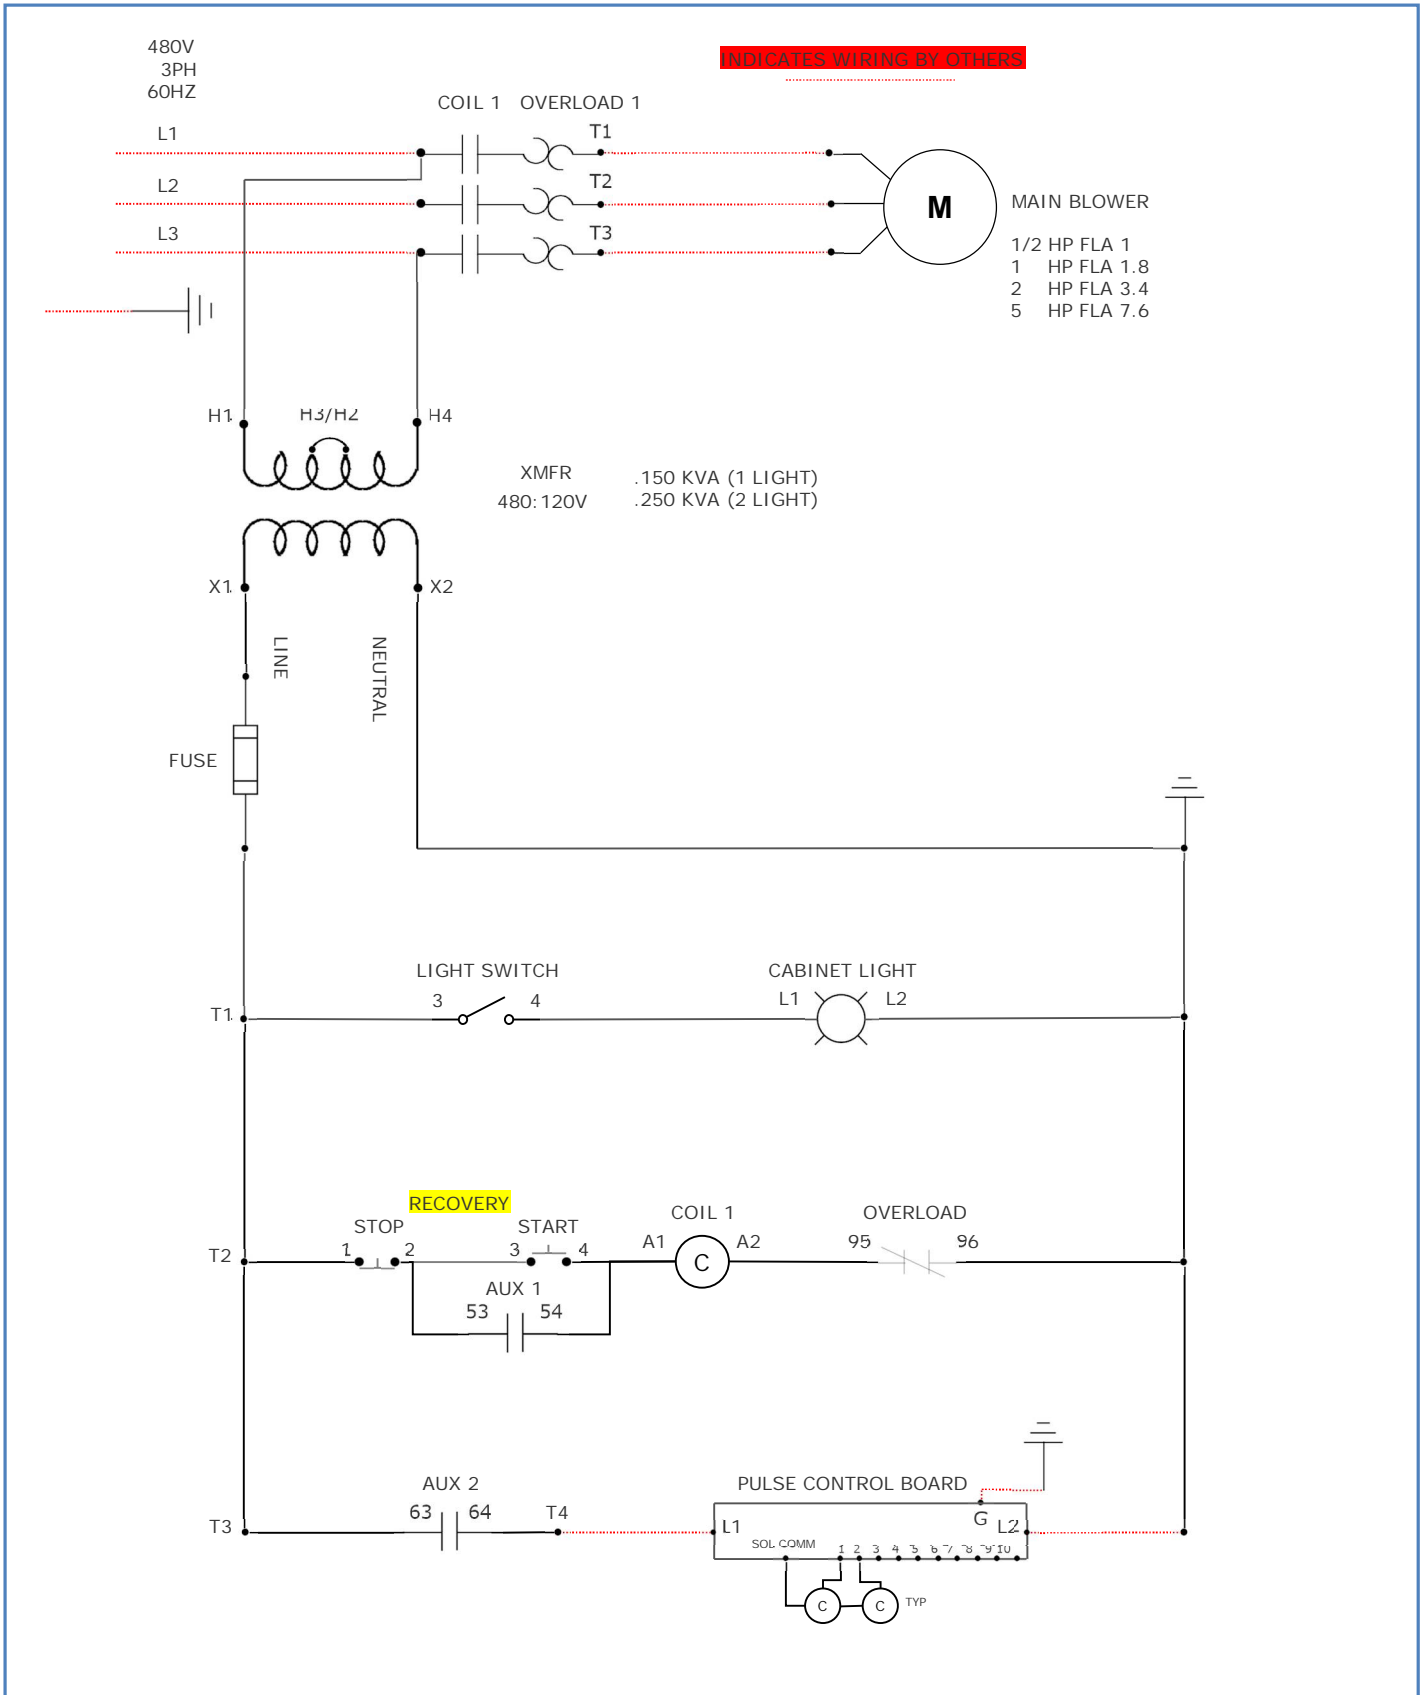 480V
3PH
60HZ
INDICATES WIRING BY OTHERS
COIL 1 OVERLOAD 1
L1
T1
L2
T2
L3
T3
M
MAIN BLOWER
1/2 HP FLA 1
1 HP FLA 1.8
2 HP FLA 3.4
5 HP FLA 7.6
H1 H3/H2 H4
XMFR
480:120V
.150 KVA (1 LIGHT)
.250 KVA (2 LIGHT)
X1 X2
LINE
NEUTRAL
FUSE
LIGHT SWITCH
CABINET LIGHT
T1 3 4 L1 L2
RECOVERY
STOP START COIL 1 OVERLOAD
T2 1 2 3 4 A1 C A2 95 96
AUX 1
53 54
AUX 2
PULSE CONTROL BOARD
T3 63 64 T4 L1 G L2
SOL COMM 1 2 3 4 5 6 7 8 9 10
C C TYP